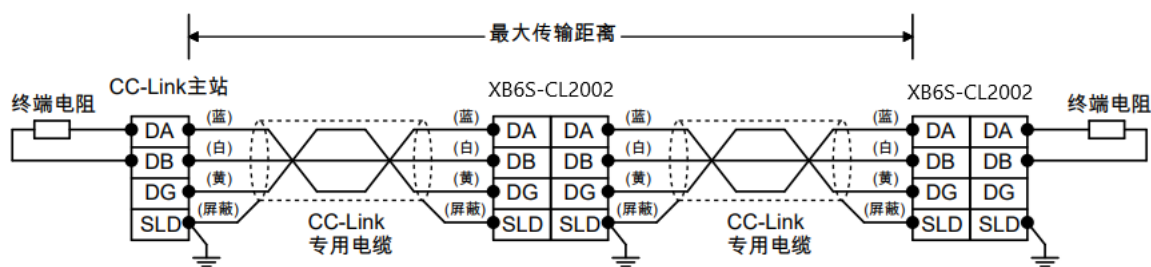 最大传输距离
CC-Link主站
XB6S-CL2002
XB6S-CL2002
终端电阻
终端电阻
DA (蓝) (蓝) DA DA (蓝) (蓝) DA DA
DB (白) (白) DB DB (白) (白) DB DB
DG (黄) (黄) DG DG (黄) (黄) DG DG
SLD (屏蔽) (屏蔽) SLD SLD (屏蔽) (屏蔽) SLD SLD
CC-Link
专用电缆
CC-Link
专用电缆